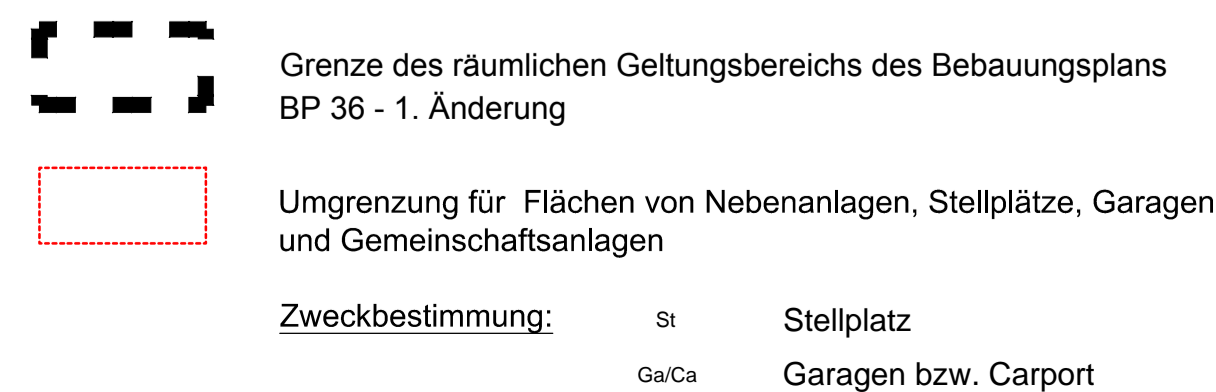 Grenze des räumlichen Geltungsbereichs des Bebauungsplans
BP 36 - 1. Änderung
Umgrenzung für Flächen von Nebenanlagen, Stellplätze, Garagen
und Gemeinschaftsanlagen
Zweckbestimmung: St Stellplatz
Ga/Ca Garagen bzw. Carport